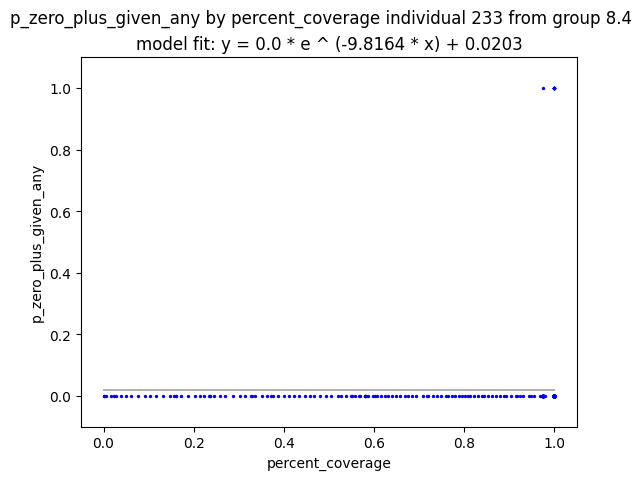 p_zero_plus_given_any by percent_coverage individual 233 from group 8.4
model fit: y = 0.0 * e ^ (-9.8164 * x) + 0.0203
1.0
0.8
0.6
0.4
0.2
0.0
p_zero_plus_given_any
0.0 0.2 0.4 0.6 0.8 1.0
percent_coverage